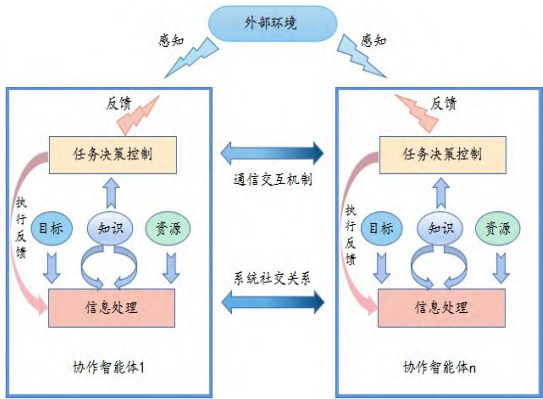 外部环境
感知
感知
反馈
反馈
任务决策控制
任务决策控制
通信交互机制
执行反馈
目标
知识
资源
执行反馈
目标
知识
资源
系统社交关系
信息处理
信息处理
协作智能体1
协作智能体n